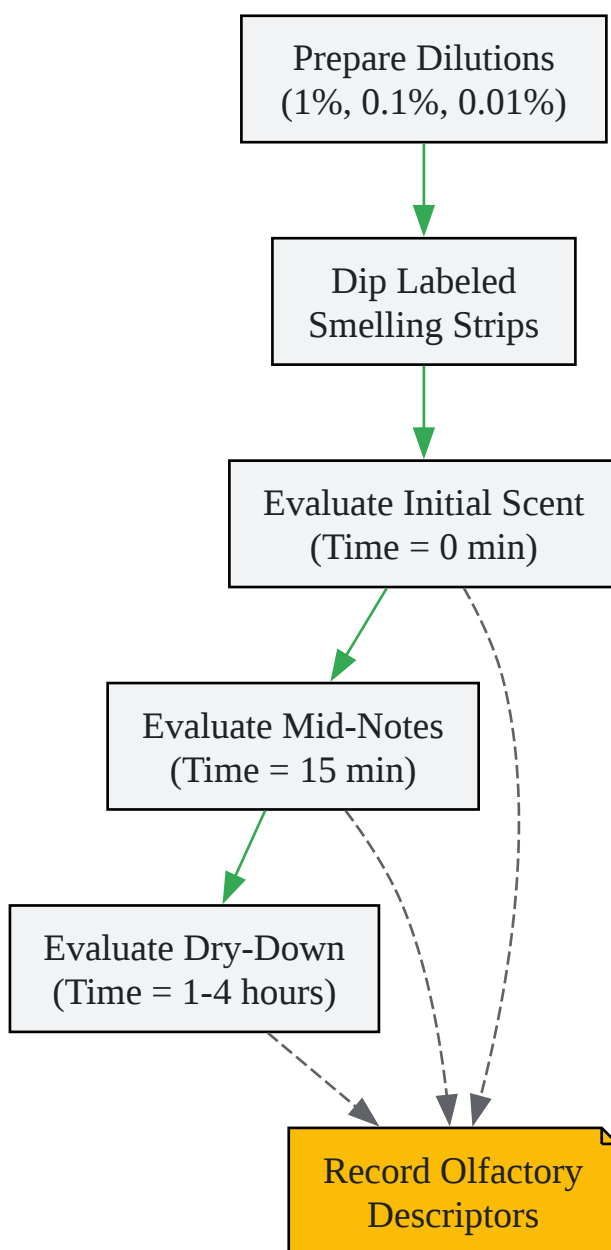 Prepare Dilutions
(1%, 0.1%, 0.01%)
Dip Labeled
Smelling Strips
Evaluate Initial Scent
(Time = 0 min)
Evaluate Mid-Notes
(Time = 15 min)
Evaluate Dry-Down
(Time = 1-4 hours)
Record Olfactory
Descriptors